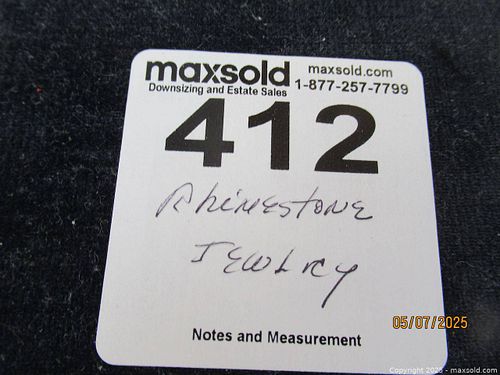 maxsold maxsold.com
Downsizing and Estate Sales 1-877-257-7799
412
Rhinestone
Jewlry
Notes and Measurement
05/07/2025
Copyright 2025 - maxsold.com